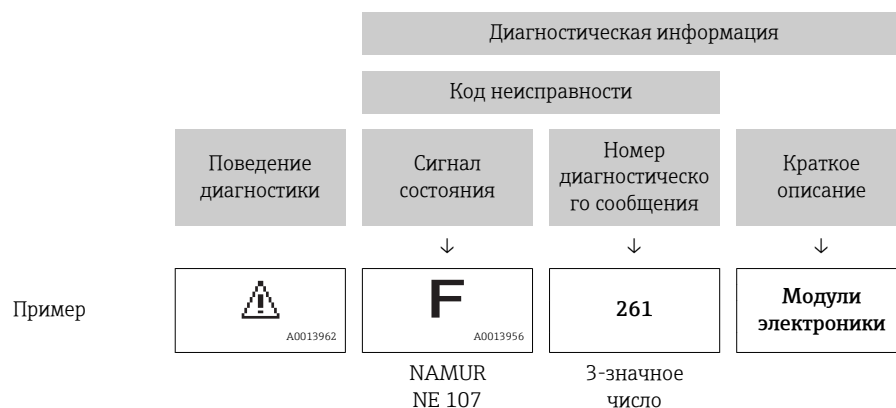 Диагностическая информация
Код неисправности
Поведение
диагностики
Сигнал
состояния
Номер
диагностическо
го сообщения
Краткое
описание
↓ ↓ ↓
Пример
A0013962
F
A0013956
261
Модули
электроники
NAMUR
NE 107
3-значное
число